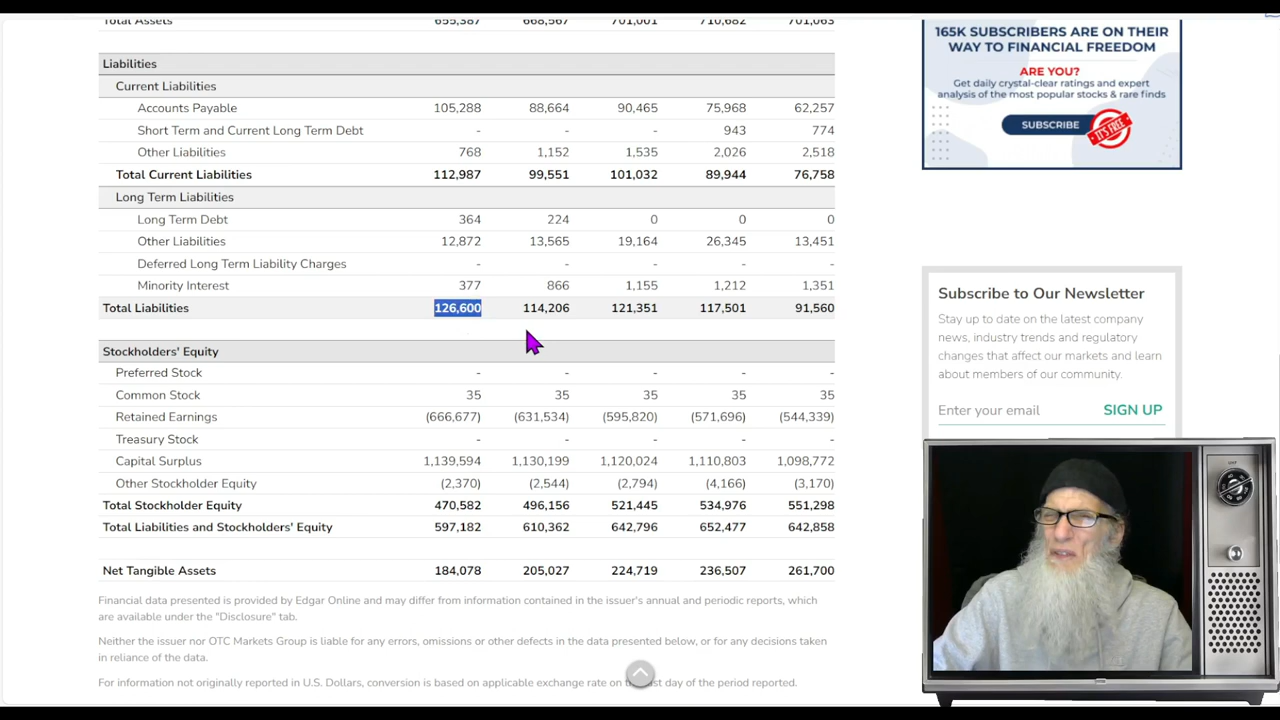 Total Assets 655,387 668,567 701,001 710,682 701,063
Liabilities
Current Liabilities
Accounts Payable 105,288 88,664 90,465 75,968 62,257
Short Term and Current Long Term Debt - - - 943 774
Other Liabilities 768 1,152 1,535 2,026 2,518
Total Current Liabilities 112,987 99,551 101,032 89,944 76,758
Long Term Liabilities
Long Term Debt 364 224 0 0 0
Other Liabilities 12,872 13,565 19,164 26,345 13,451
Deferred Long Term Liability Charges - - - - -
Minority Interest 377 866 1,155 1,212 1,351
Total Liabilities 126,600 114,206 121,351 117,501 91,560
Stockholders' Equity
Preferred Stock - - - - -
Common Stock 35 35 35 35 35
Retained Earnings (666,677) (631,534) (595,820) (571,696) (544,339)
Treasury Stock - - - - -
Capital Surplus 1,139,594 1,130,199 1,120,024 1,110,803 1,098,772
Other Stockholder Equity (2,370) (2,544) (2,794) (4,166) (3,170)
Total Stockholder Equity 470,582 496,156 521,445 534,976 551,298
Total Liabilities and Stockholders' Equity 597,182 610,362 642,796 652,477 642,858
Net Tangible Assets 184,078 205,027 224,719 236,507 261,700
Financial data presented is provided by Edgar Online and may differ from information contained in the issuer's annual and periodic reports, which
are available under the "Disclosure" tab.
Neither the issuer nor OTC Markets Group is liable for any errors, omissions or other defects in the data presented below, or for any decisions taken
in reliance of the data.
For information not originally reported in U.S. Dollars, conversion is based on applicable exchange rate on day of the period reported.
165K SUBSCRIBERS ARE ON THEIR
WAY TO FINANCIAL FREEDOM
ARE YOU?
Get daily crystal-clear ratings and expert
analysis of the most popular stocks & rare finds
SUBSCRIBE IT'S FREE
Subscribe to Our Newsletter
Stay up to date on the latest company
news, industry trends and regulatory
changes that affect our markets and learn
about members of our community.
Enter your email SIGN UP